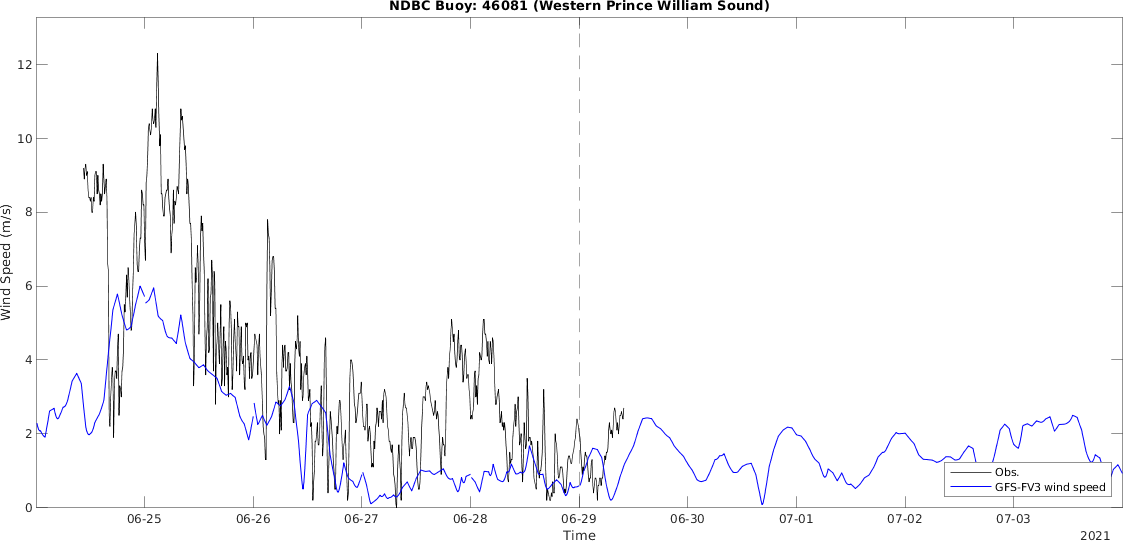 NDBC Buoy: 46081 (Western Prince William Sound)
Wind Speed (m/s)
12
10
8
6
4
2
0
Obs.
GFS-FV3 wind speed
06-25 06-26 06-27 06-28 06-29 06-30 07-01 07-02 07-03
Time
2021